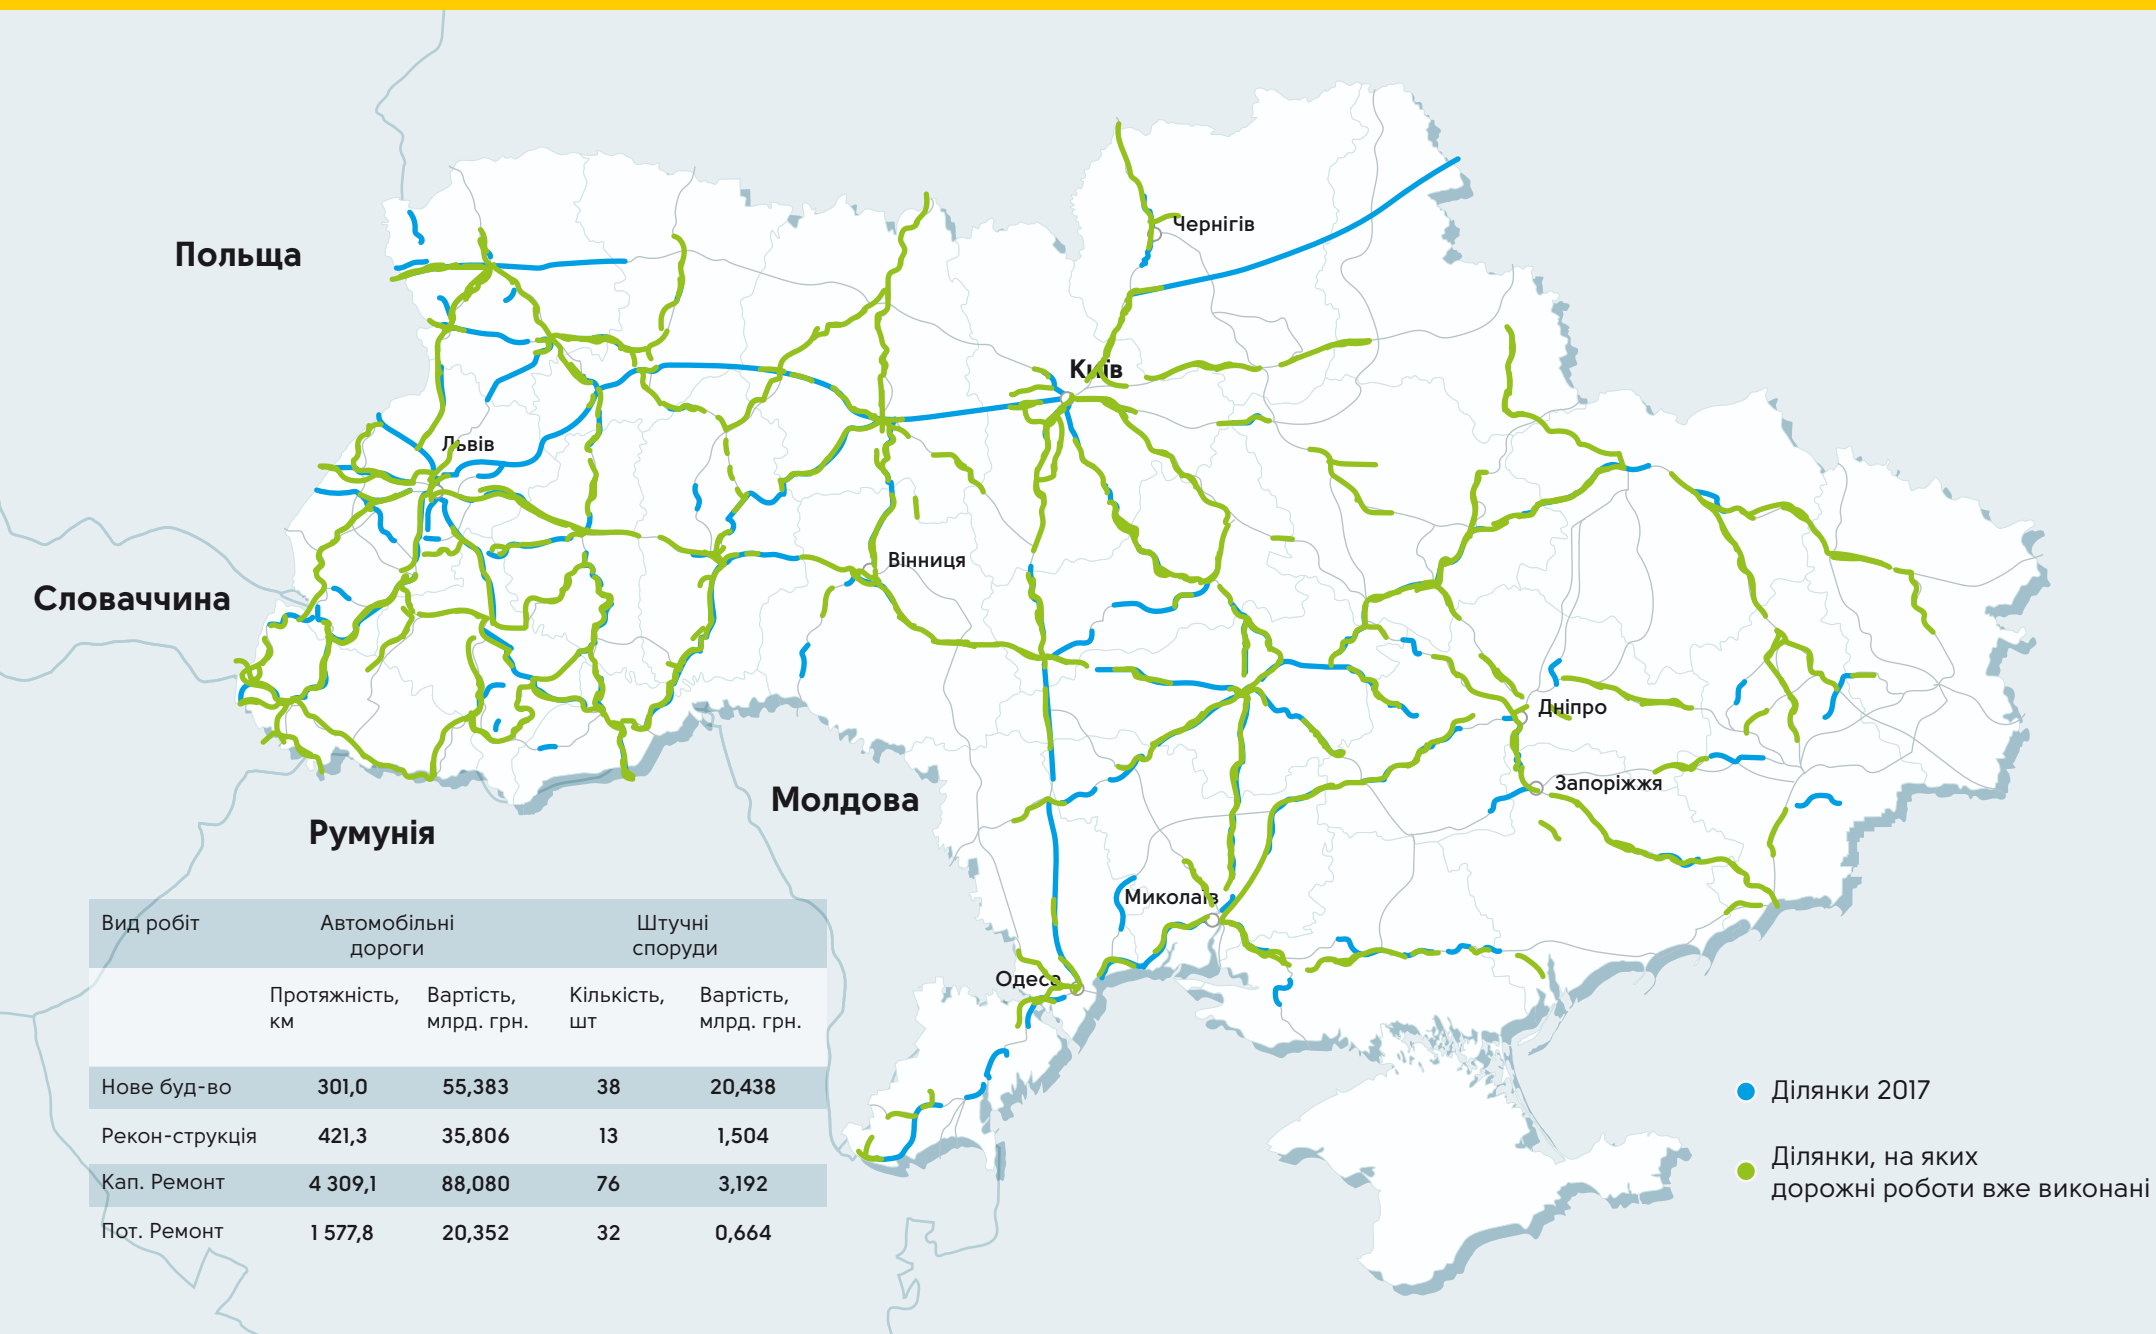 Чернігів
Польща
Київ
Львів
Вінниця
Словаччина
Дніпро
Запоріжжя
Молдова
Румунія
Миколаїв
Одеса
Вид робіт Автомобільні дороги Штучні споруди
Протяжність, км Вартість, млрд. грн. Кількість, шт Вартість, млрд. грн.
Нове буд-во 301,0 55,383 38 20,438
Рекон-струкція 421,3 35,806 13 1,504
Кап. Ремонт 4 309,1 88,080 76 3,192
Пот. Ремонт 1 577,8 20,352 32 0,664
Ділянки 2017
Ділянки, на яких
дорожні роботи вже виконані